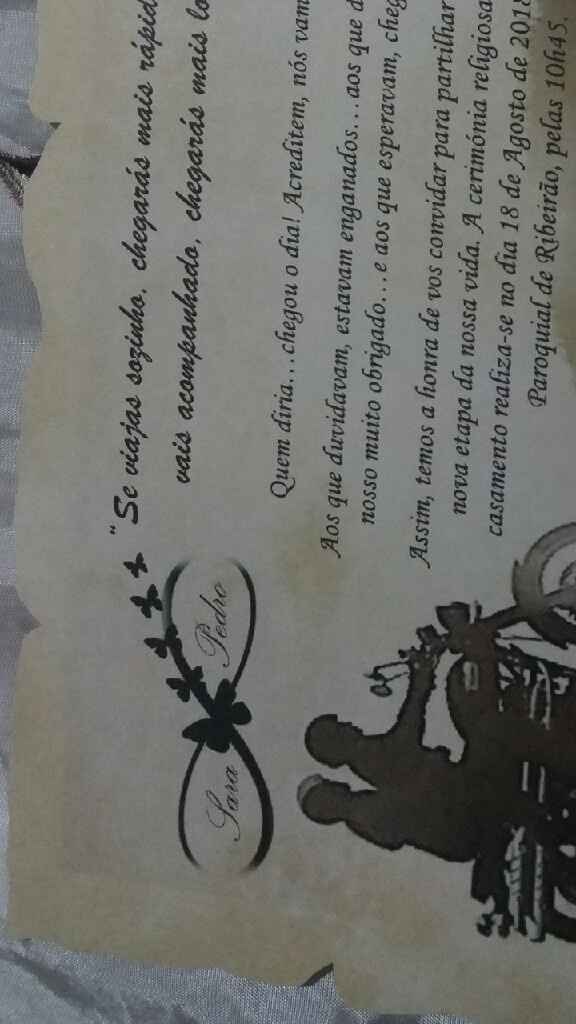 "Se viajas sozinho, chegarás mais rápid
vais acompanhado, chegarás mais lo
Sara Pedro
Quem diria...chegou o dia! Acreditem, nós vam
Aos que duvidavam, estavam enganados...aos que d
nosso muito obrigado...e aos que esperavam, cheg
Assim, temos a honra de vos convidar para partilhar
nova etapa da nossa vida. A cerimónia religiosa
casamento realiza-se no dia 18 de Agosto de 2018
Paroquial de Ribeirão, pelas 10h45.